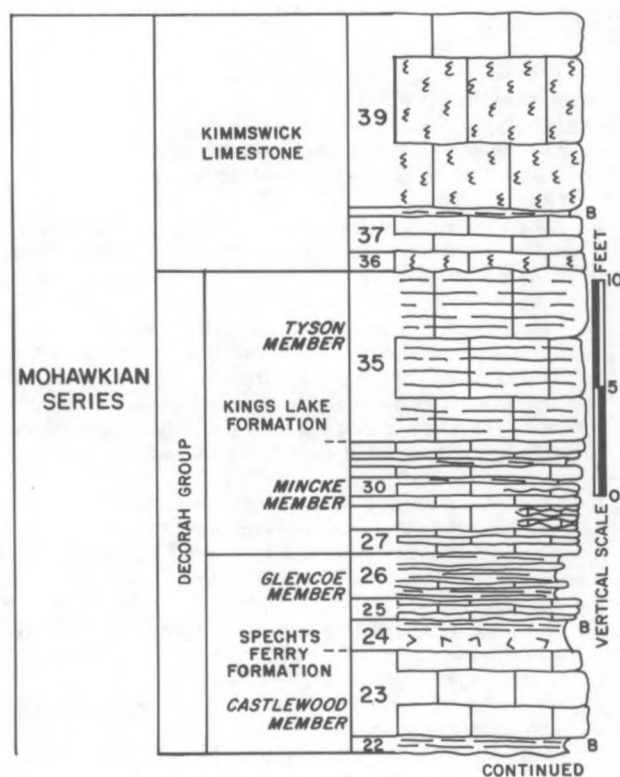 39
KIMMSWICK
LIMESTONE
B
37
36
FEET
10
TYSON
MEMBER
35
MOHAWKIAN
SERIES
5
KINGS LAKE
FORMATION
30
0
MINCKE
MEMBER
DECORAH GROUP
27
VERTICAL SCALE
26
GLENCOE
MEMBER
25
B
24
SPECHTS
FERRY
FORMATION
23
CASTLEWOOD
MEMBER
22
B
CONTINUED